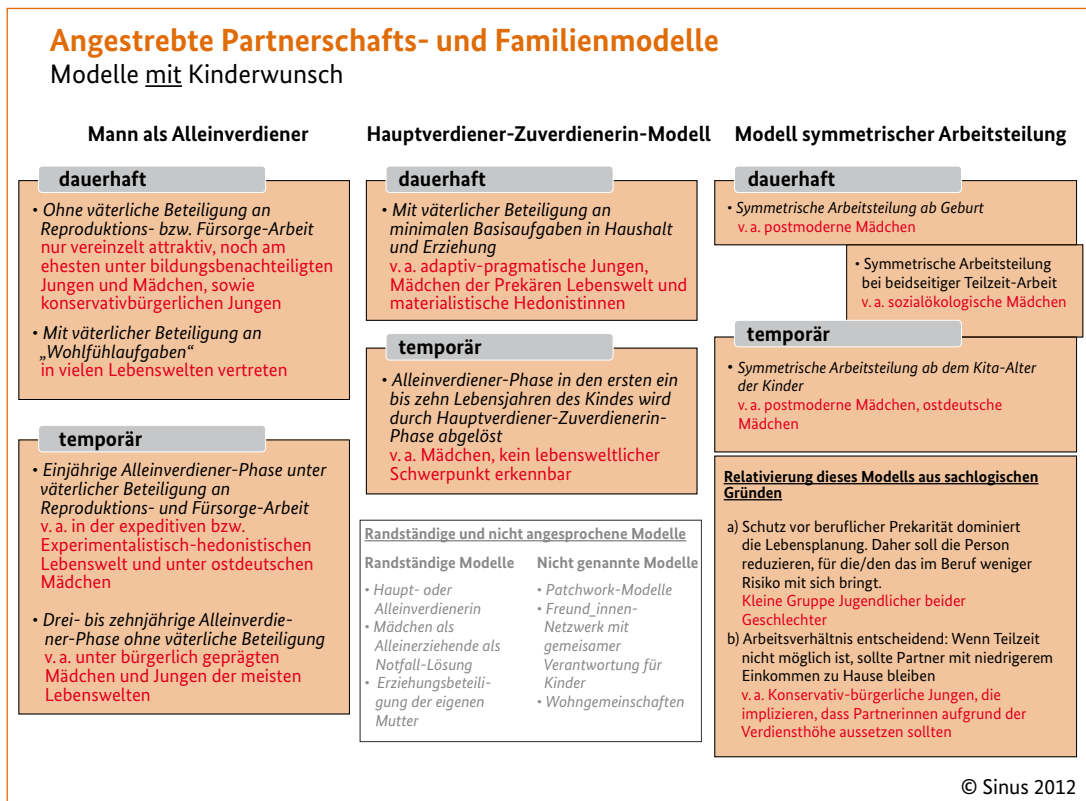 Angestrebte Partnerschafts- und Familienmodelle
Modelle mit Kinderwunsch
Mann als Alleinverdiener
dauerhaft
• Ohne väterliche Beteiligung an
Reproduktions- bzw. Fürsorge-Arbeit
nur vereinzelt attraktiv, noch am
ehesten unter bildungsbenachteiligten
Jungen und Mädchen, sowie
konservativbürgerlichen Jungen
• Mit väterlicher Beteiligung an
„Wohlfühlaufgaben“
in vielen Lebenswelten vertreten
temporär
• Einjährige Alleinverdiener-Phase unter
väterlicher Beteiligung an
Reproduktions- und Fürsorge-Arbeit
v. a. in der expeditiven bzw.
Experimentalistisch-hedonistischen
Lebenswelt und unter ostdeutschen
Mädchen
• Drei- bis zehnjährige Alleinverdie-
ner-Phase ohne väterliche Beteiligung
v. a. unter bürgerlich geprägten
Mädchen und Jungen der meisten
Lebenswelten
Hauptverdiener-Zuverdienerin-Modell
dauerhaft
• Mit väterlicher Beteiligung an
minimalen Basisaufgaben in Haushalt
und Erziehung
v. a. adaptiv-pragmatische Jungen,
Mädchen der Prekären Lebenswelt und
materialistische Hedonistinnen
temporär
• Alleinverdiener-Phase in den ersten ein
bis zehn Lebensjahren des Kindes wird
durch Hauptverdiener-Zuverdienerin-
Phase abgelöst
v. a. Mädchen, kein lebensweltlicher
Schwerpunkt erkennbar
Randständige und nicht angesprochene Modelle
Randständige Modelle
• Haupt- oder
Alleinverdienerin
• Mädchen als
Alleinerziehende als
Notfall-Lösung
• Erziehungsbeteili-
gung der eigenen
Mutter
Nicht genannte Modelle
• Patchwork-Modelle
• Freund_innen-
Netzwerk mit
gemeinsamer
Verantwortung für
Kinder
• Wohngemeinschaften
Modell symmetrischer Arbeitsteilung
dauerhaft
• Symmetrische Arbeitsteilung ab Geburt
v. a. postmoderne Mädchen
• Symmetrische Arbeitsteilung
bei beidseitiger Teilzeit-Arbeit
v. a. sozialökologische Mädchen
temporär
• Symmetrische Arbeitsteilung ab dem Kita-Alter
der Kinder
v. a. postmoderne Mädchen, ostdeutsche
Mädchen
Relativierung dieses Modells aus sachlogischen
Gründen
a) Schutz vor beruflicher Prekarität dominiert
die Lebensplanung. Daher soll die Person
reduzieren, für die/den das im Beruf weniger
Risiko mit sich bringt.
Kleine Gruppe Jugendlicher beider
Geschlechter
b) Arbeitsverhältnis entscheidend: Wenn Teilzeit
nicht möglich ist, sollte Partner mit niedrigerem
Einkommen zu Hause bleiben
v. a. Konservativ-bürgerliche Jungen, die
implizieren, dass Partnerinnen aufgrund der
Verdiensthöhe aussetzen sollten
© Sinus 2012